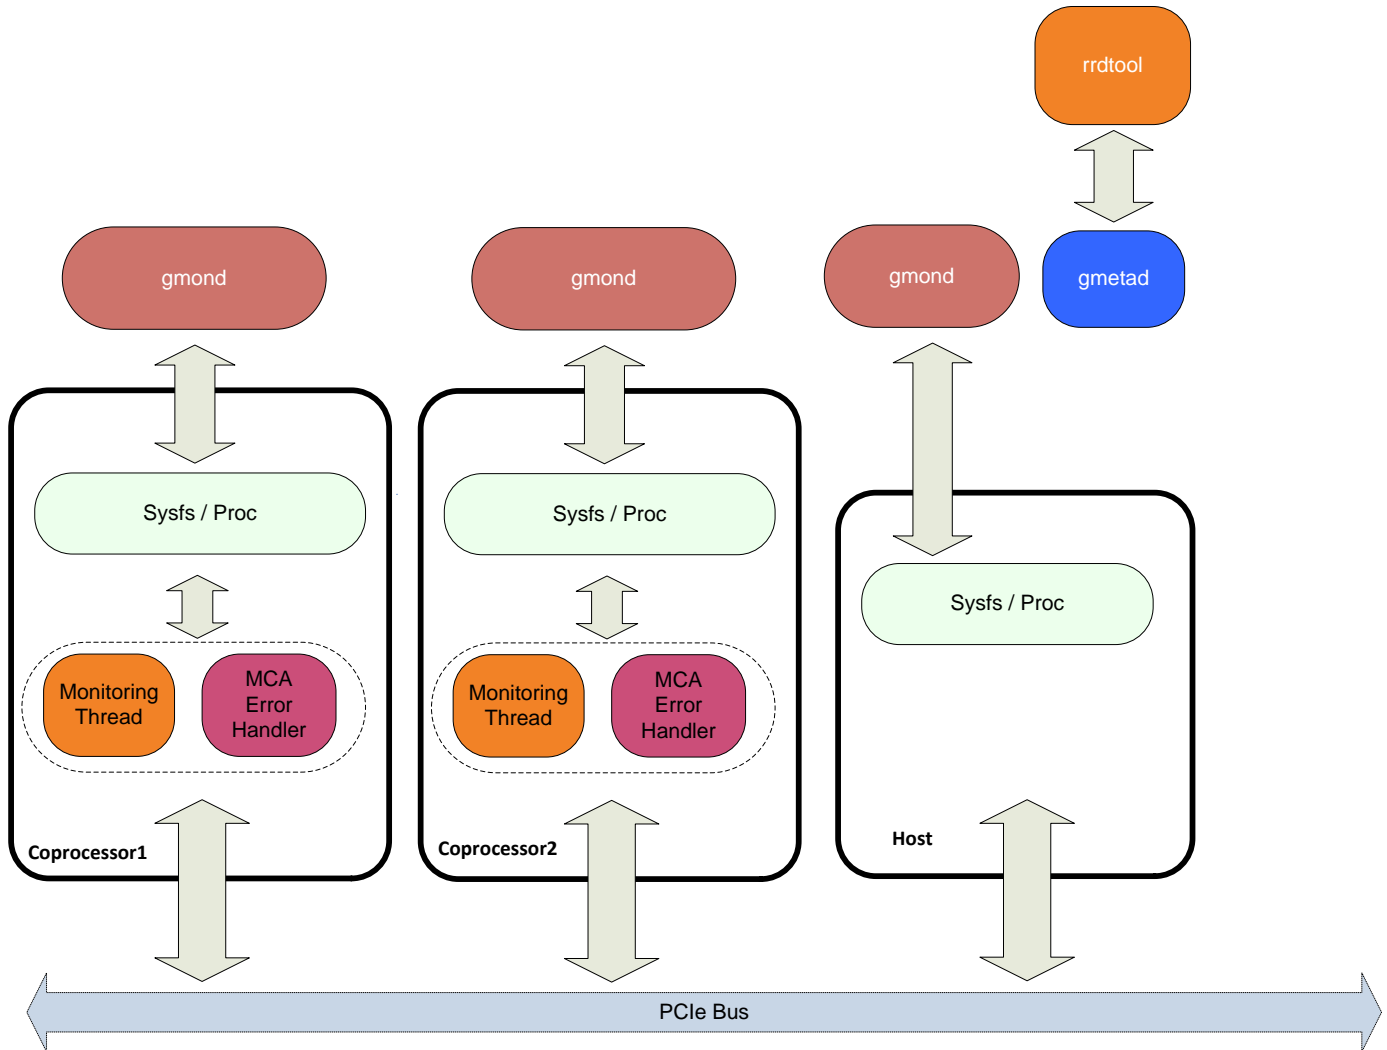 rrdtool
gmond
gmond
gmond
gmetad
Sysfs / Proc
Sysfs / Proc
Sysfs / Proc
Monitoring
Thread
MCA
Error
Handler
Monitoring
Thread
MCA
Error
Handler
Coprocessor1
Coprocessor2
Host
PCIe Bus